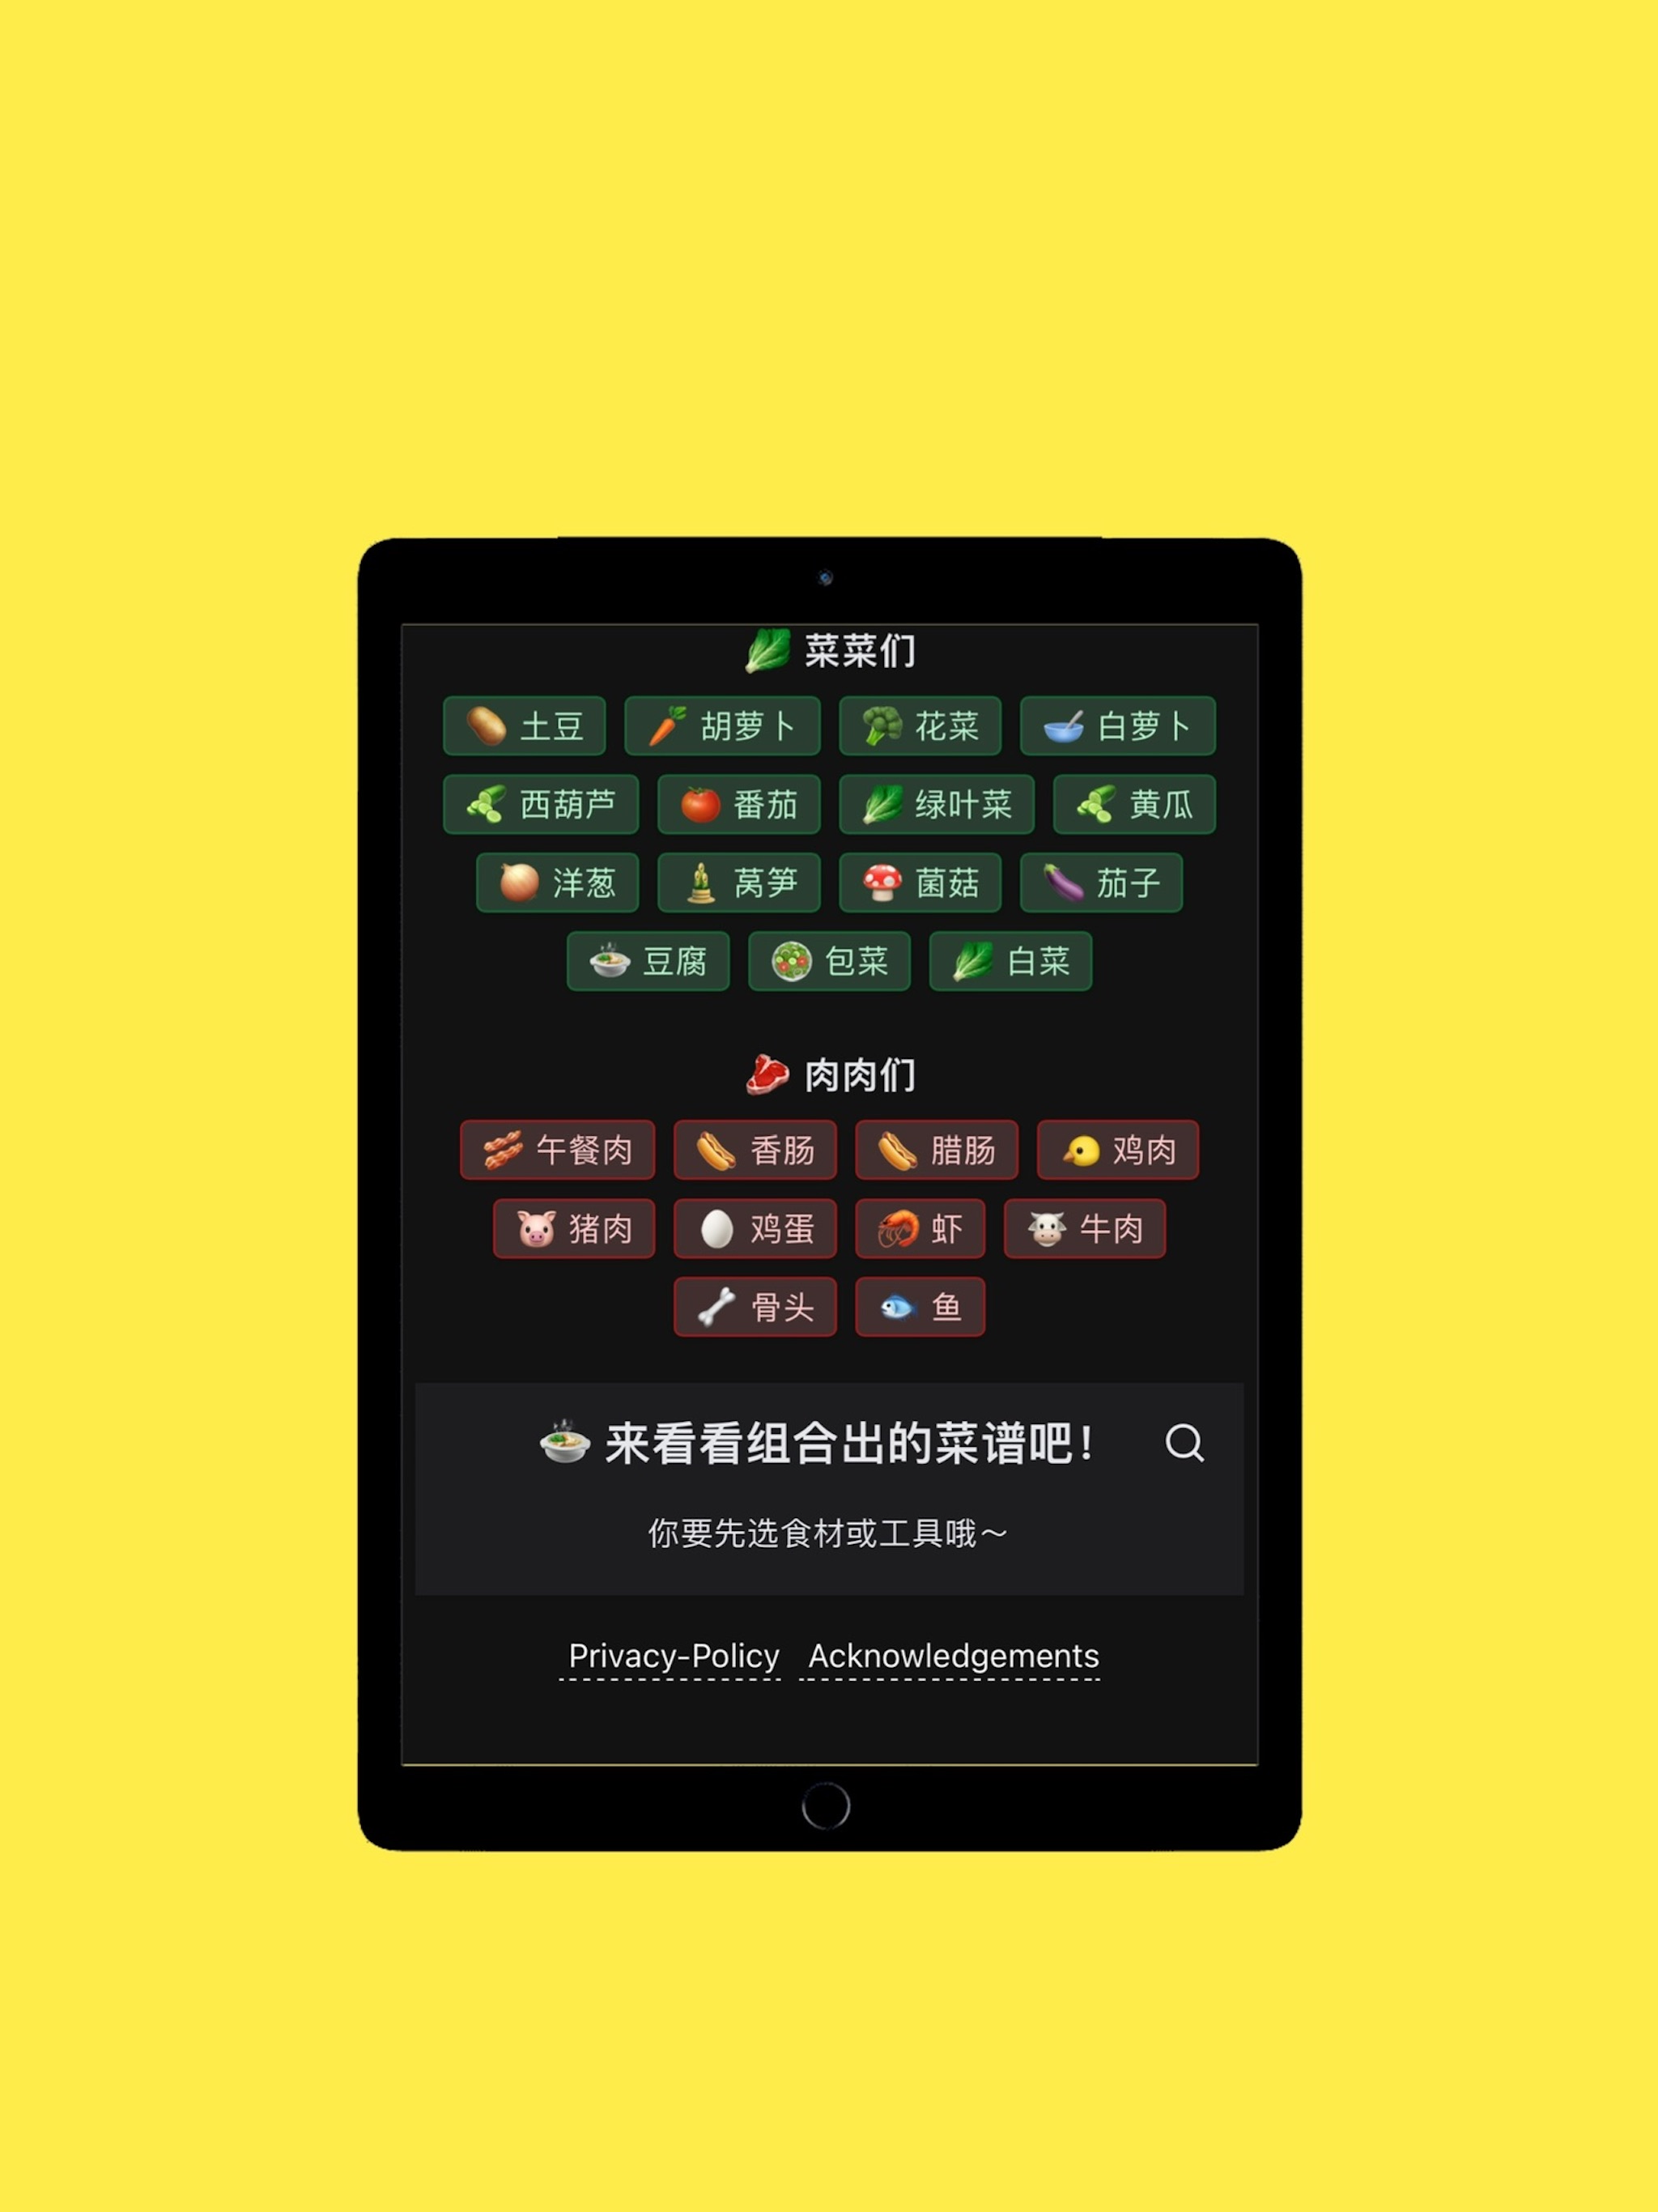 🥬 菜菜们
🥔 土豆 🥕 胡萝卜 🥦 花菜 🥣 白萝卜
🥒 西葫芦 🍅 番茄 🥬 绿叶菜 🥒 黄瓜
🧅 洋葱 🎍 莴笋 🍄 菌菇 🍆 茄子
🍲 豆腐 🥗 包菜 🥬 白菜
🥩 肉肉们
🥓 午餐肉 🌭 香肠 🌭 腊肠 🐤 鸡肉
🐷 猪肉 🥚 鸡蛋 🦐 虾 🐮 牛肉
🦴 骨头 🐟 鱼
🍲 来看看组合出的菜谱吧！
你要先选食材或工具哦～
Privacy-Policy Acknowledgements